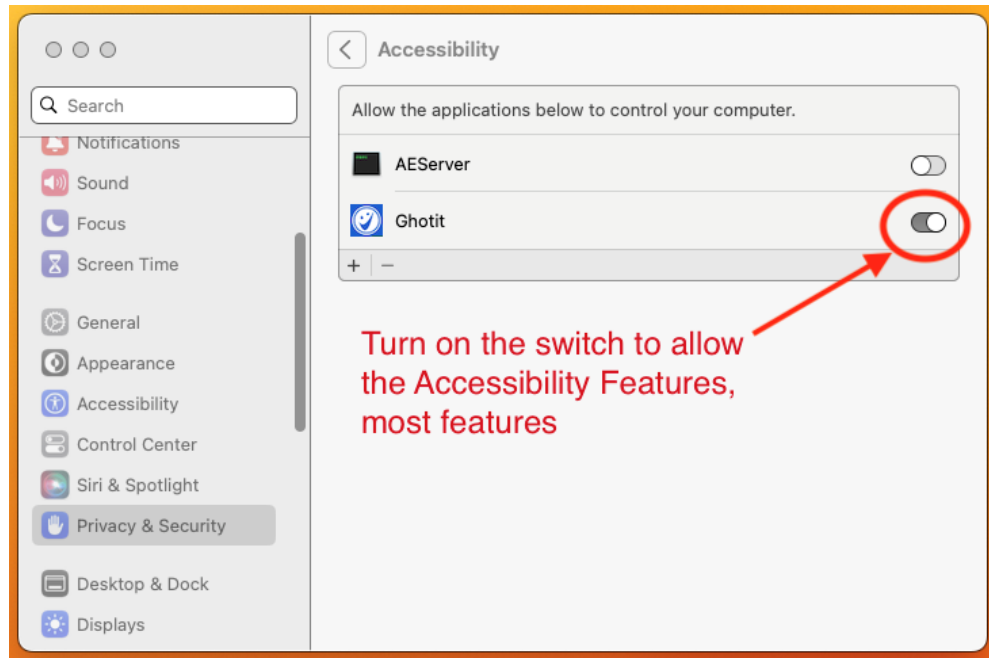 Accessibility
Search
Allow the applications below to control your computer.
Notifications
AEServer
Sound
Focus
Ghotit
Screen Time
+ −
General
Turn on the switch to allow
the Accessibility Features,
most features
Appearance
Accessibility
Control Center
Siri & Spotlight
Privacy & Security
Desktop & Dock
Displays